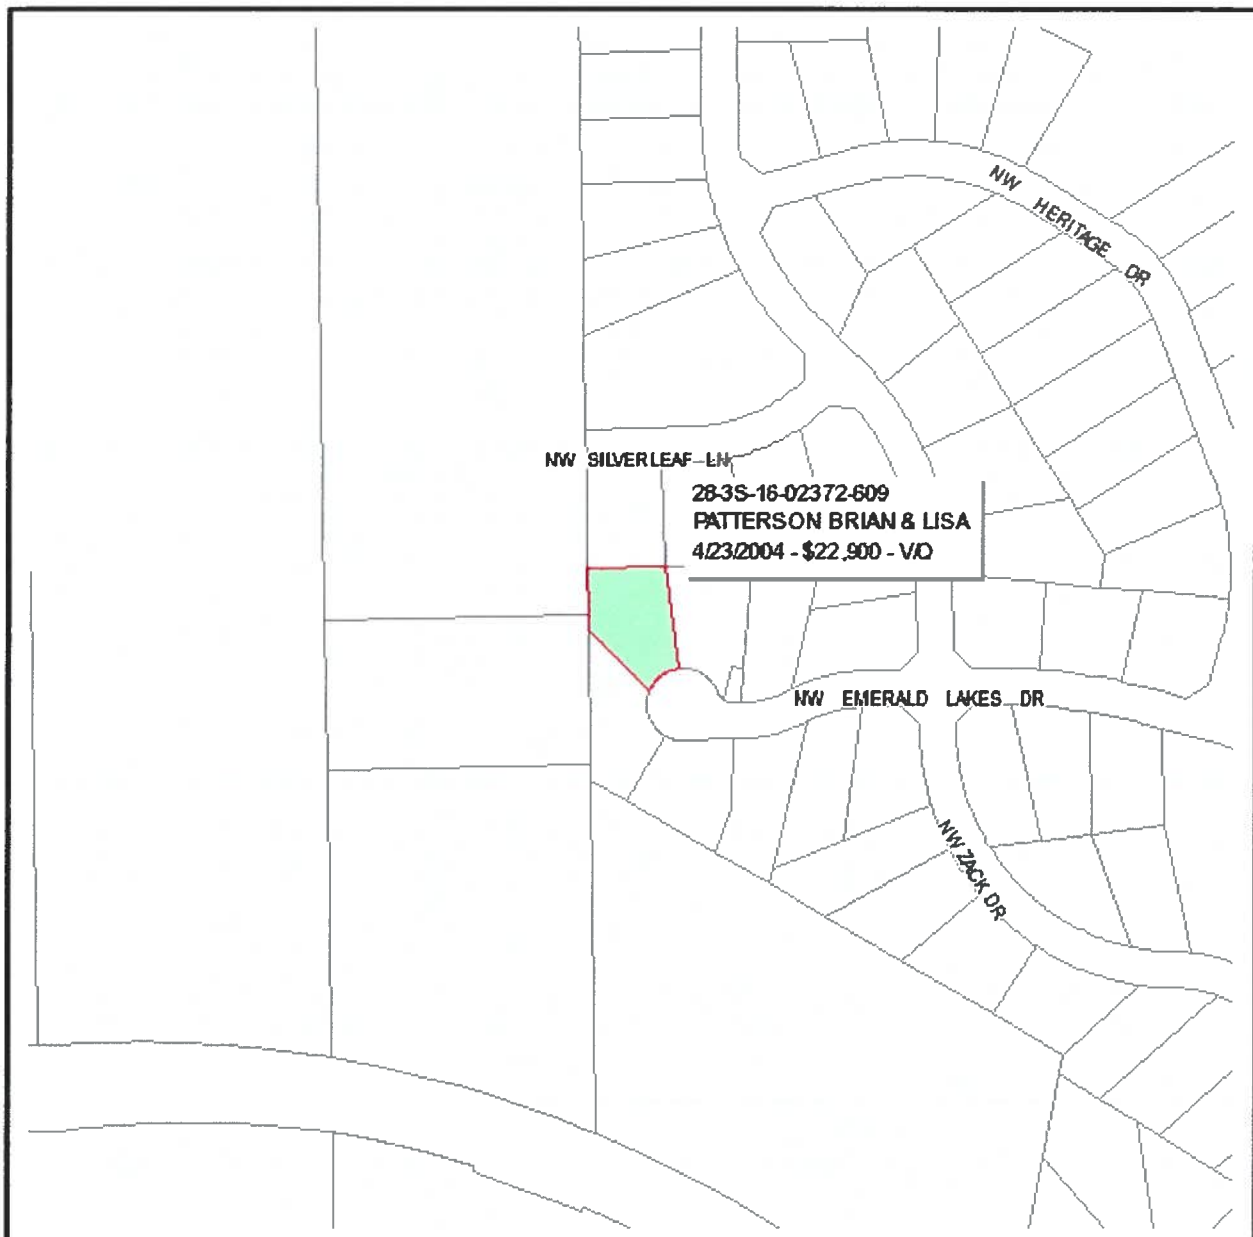 NW HERITAGE DR
NW SILVERLEAF LN
28-3S-16-02372-609
PATTERSON BRIAN & LISA
4/23/2004 - $22,900 - V/Q
NW EMERALD LAKES DR
NW ZACK DR